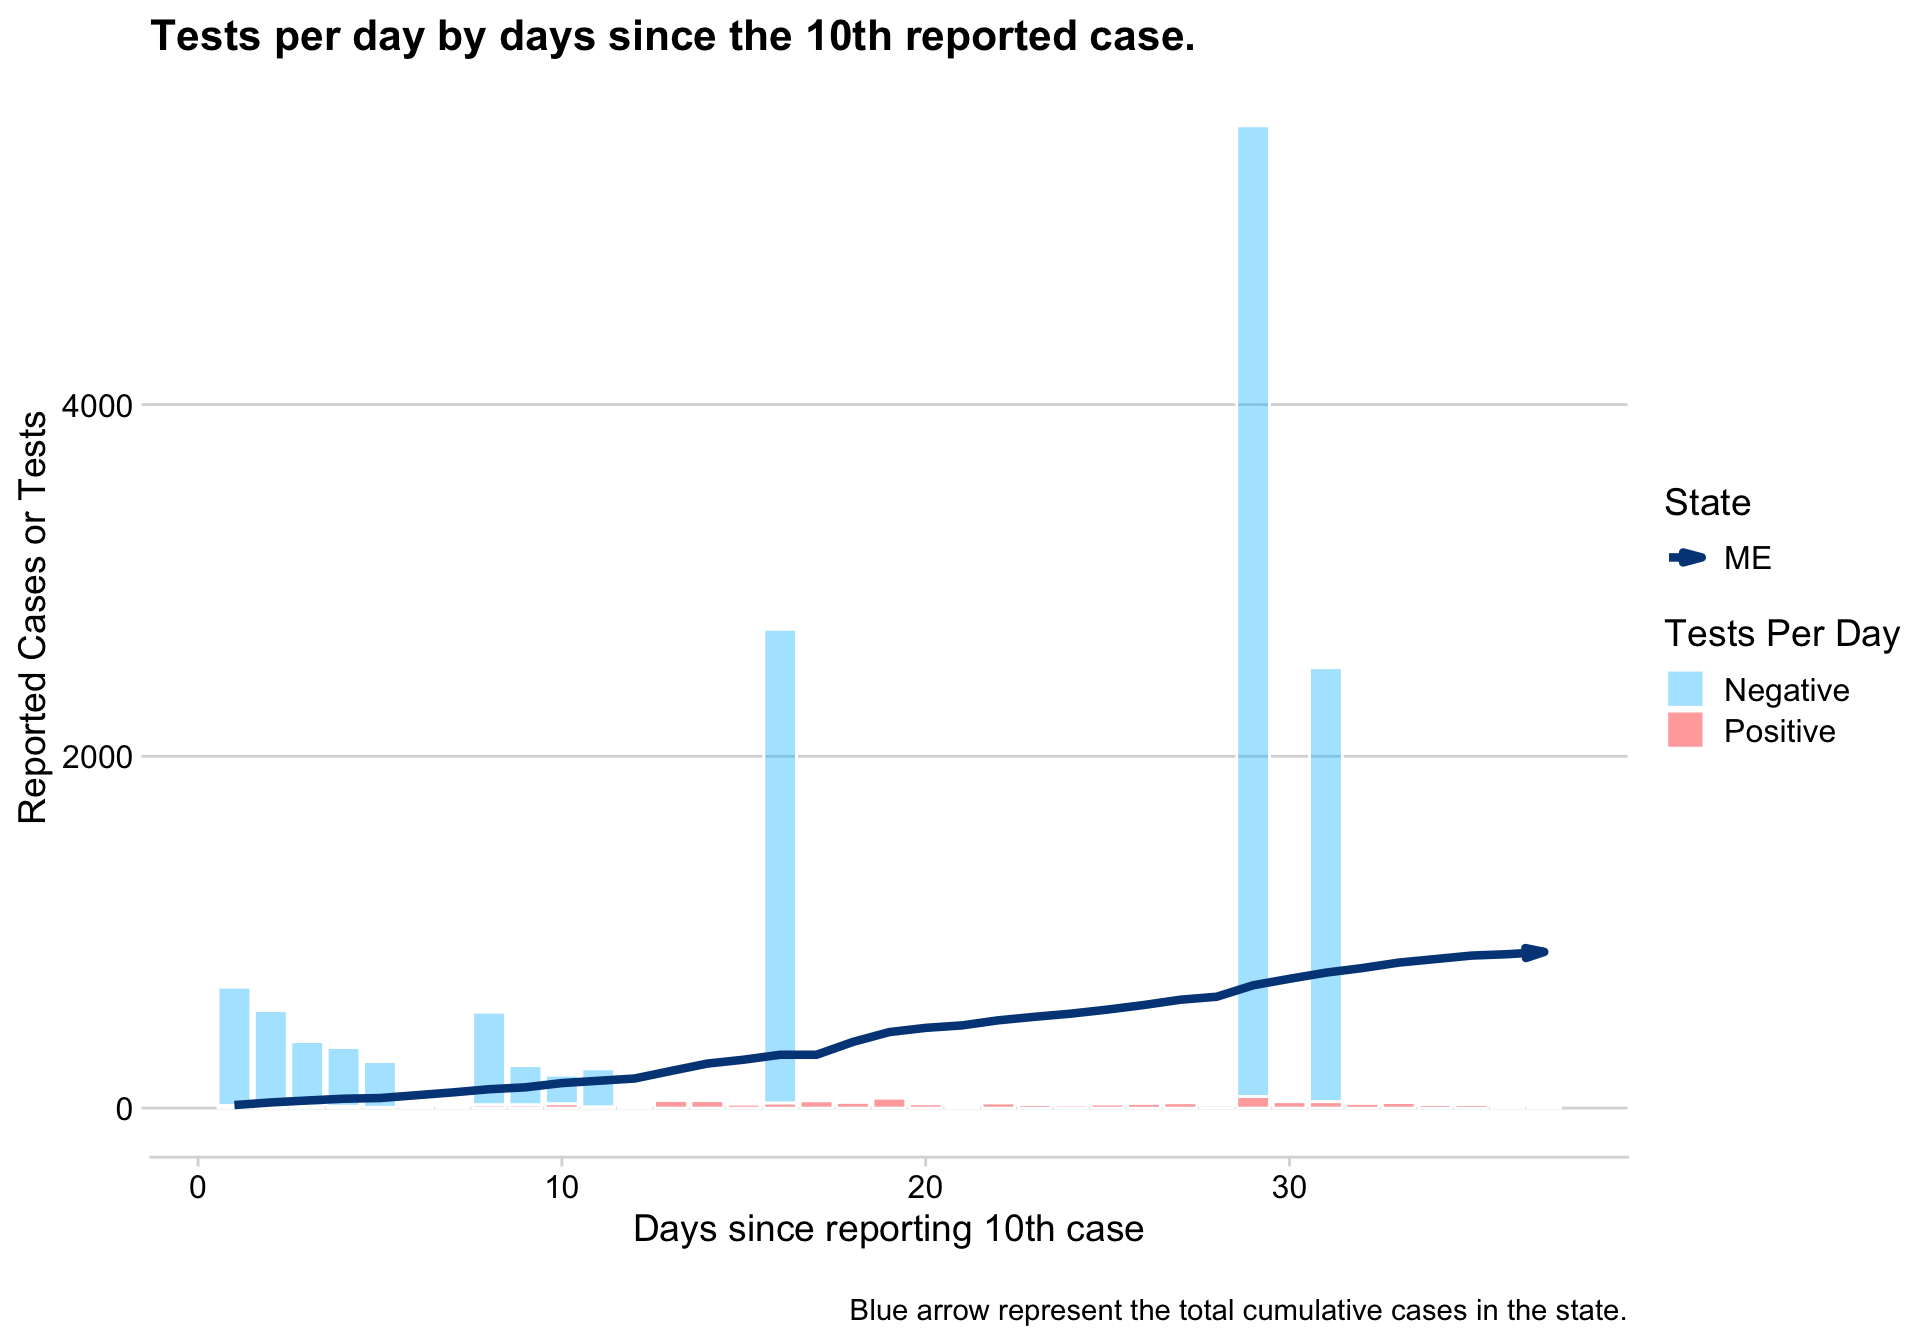 Tests per day by days since the 10th reported case.
Reported Cases or Tests
4000
2000
0
0
10
20
30
Days since reporting 10th case
State
ME
Tests Per Day
Negative
Positive
Blue arrow represent the total cumulative cases in the state.